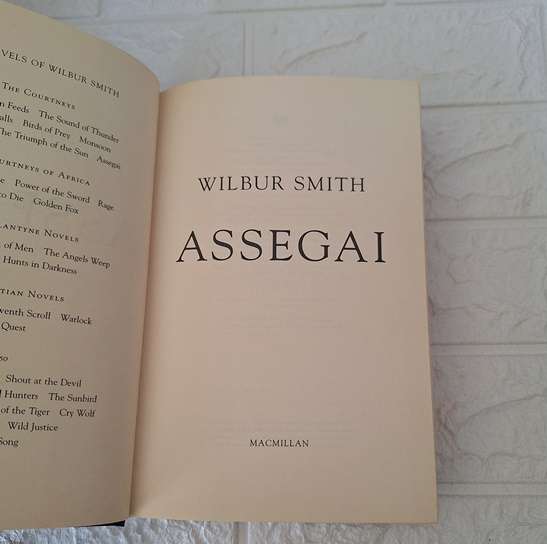 VELS OF WILBUR SMITH
THE COURTNEYS
n Feeds The Sound of Thunder
alls Birds of Prey Monsoon
The Triumph of the Sun Assegai
URTNEYS OF AFRICA
e Power of the Sword Rage
to Die Golden Fox
LANTYNE NOVELS
of Men The Angels Weep
Hunts in Darkness
TIAN NOVELS
venth Scroll Warlock
Quest
so
Shout at the Devil
Hunters The Sunbird
of the Tiger Cry Wolf
Wild Justice
Song
WILBUR SMITH
ASSEGAI
MACMILLAN